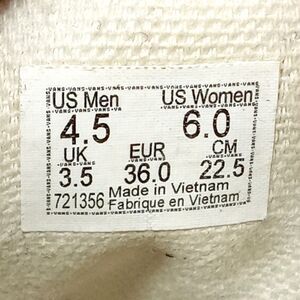 US Men US Women
4.5 6.0
UK EUR CM
3.5 36.0 22.5
721356 Made in Vietnam
Fabrique en Vietnam